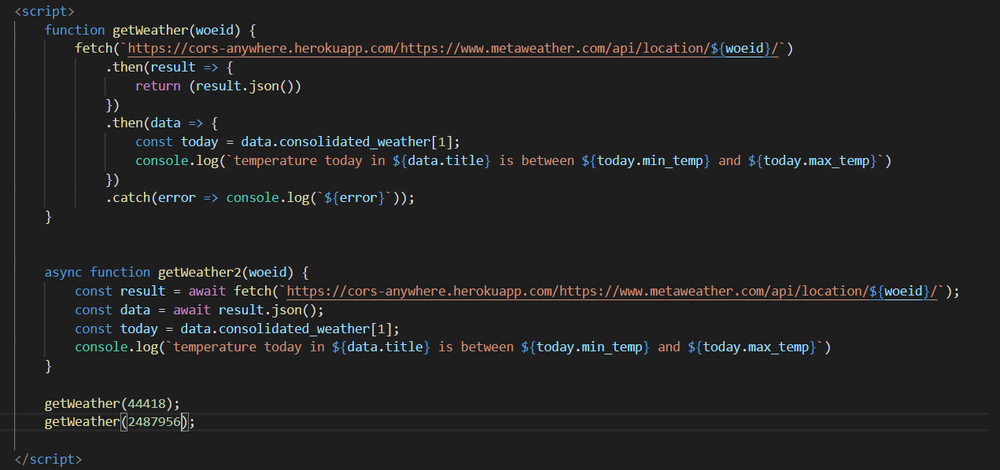 <script>
function getWeather(woeid) {
fetch(`https://cors-anywhere.herokuapp.com/https://www.metaweather.com/api/location/${woeid}/`)
.then(result => {
return (result.json())
})
.then(data => {
const today = data.consolidated_weather[1];
console.log(`temperature today in ${data.title} is between ${today.min_temp} and ${today.max_temp}`)
})
.catch(error => console.log(`${error}`));
}
async function getWeather2(woeid) {
const result = await fetch(`https://cors-anywhere.herokuapp.com/https://www.metaweather.com/api/location/${woeid}/`);
const data = await result.json();
const today = data.consolidated_weather[1];
console.log(`temperature today in ${data.title} is between ${today.min_temp} and ${today.max_temp}`)
}
getWeather(44418);
getWeather(2487956);
</script>